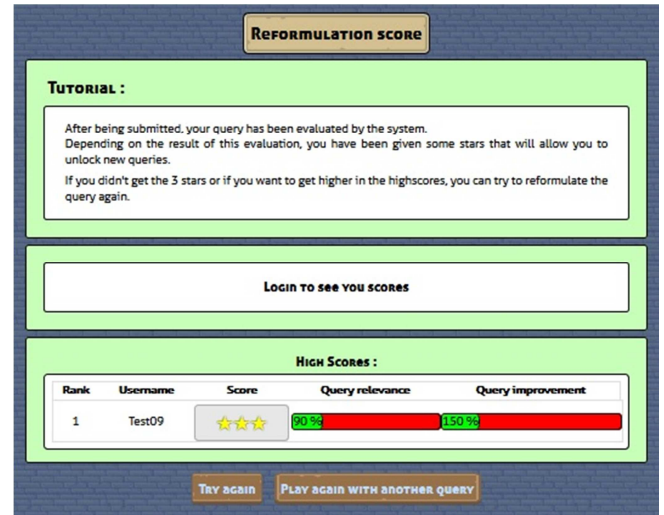 Reformulation score
Tutorial :
After being submitted, your query has been evaluated by the system.
Depending on the result of this evaluation, you have been given some stars that will allow you to
unlock new queries.
If you didn't get the 3 stars or if you want to get higher in the highscores, you can try to reformulate the
query again.
Login to see you scores
High Scores :
Rank Username Score Query relevance Query improvement
1 Test09 90 % 150 %
Try again Play again with another query